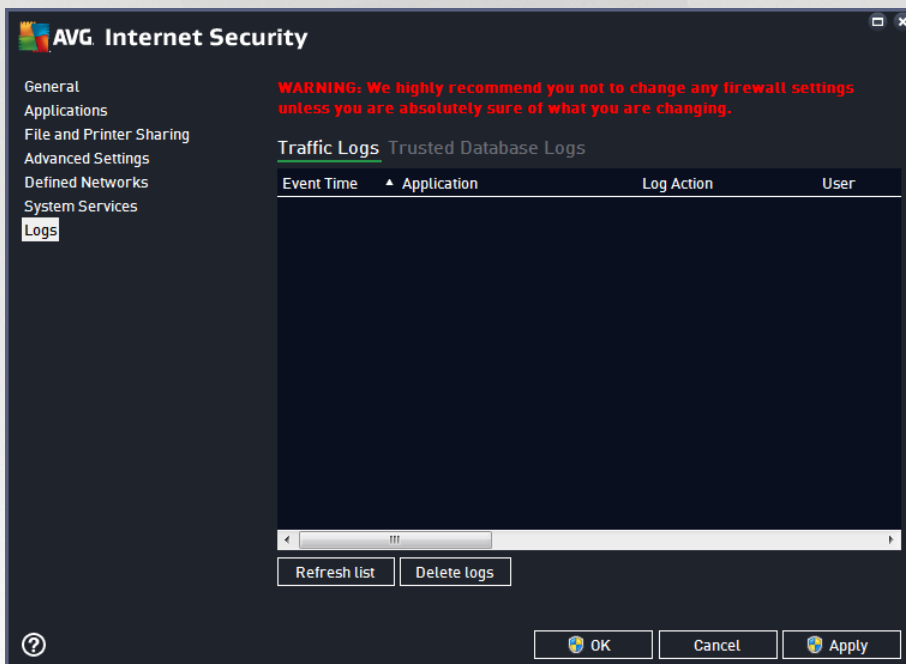 AVG. Internet Security
General
Applications
File and Printer Sharing
Advanced Settings
Defined Networks
System Services
Logs
WARNING: We highly recommend you not to change any firewall settings
unless you are absolutely sure of what you are changing.
Traffic Logs Trusted Database Logs
Event Time Application Log Action User
Refresh list Delete logs
OK Cancel Apply